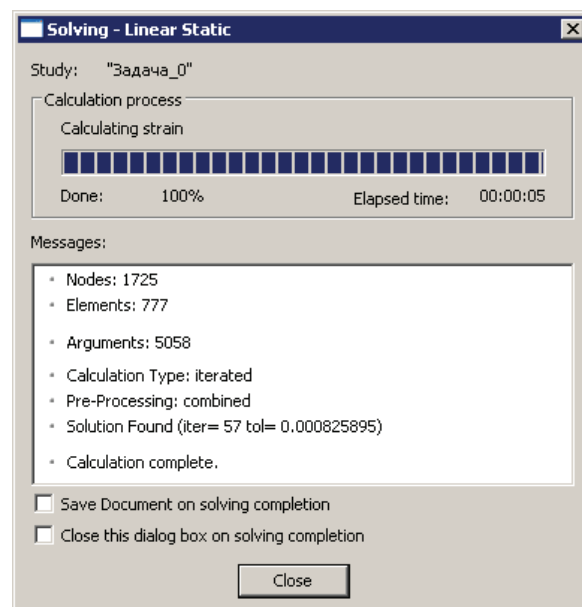 Solving - Linear Static
Study: "Задача_0"
Calculation process
Calculating strain
Done: 100% Elapsed time: 00:00:05
Messages:
Nodes: 1725
Elements: 777
Arguments: 5058
Calculation Type: iterated
Pre-Processing: combined
Solution Found (iter= 57 tol= 0.000825895)
Calculation complete.
Save Document on solving completion
Close this dialog box on solving completion
Close